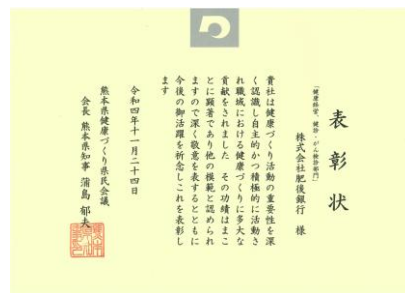 表彰状
「健康経営、健診・がん検診部門」
株式会社肥後銀行 様
貴社は健康づくり活動の重要性を深
く認識し自主的かつ積極的に活動さ
れ職域における健康づくりに多大な
貢献をされました その功績はまこ
とに顕著であり他の模範と認められ
ますので深く敬意を表するとともに
今後の御活躍を祈念しこれを表彰し
ます
令和四年十一月二十四日
熊本県健康づくり県民会議
会長 熊本県知事 蒲島 郁夫